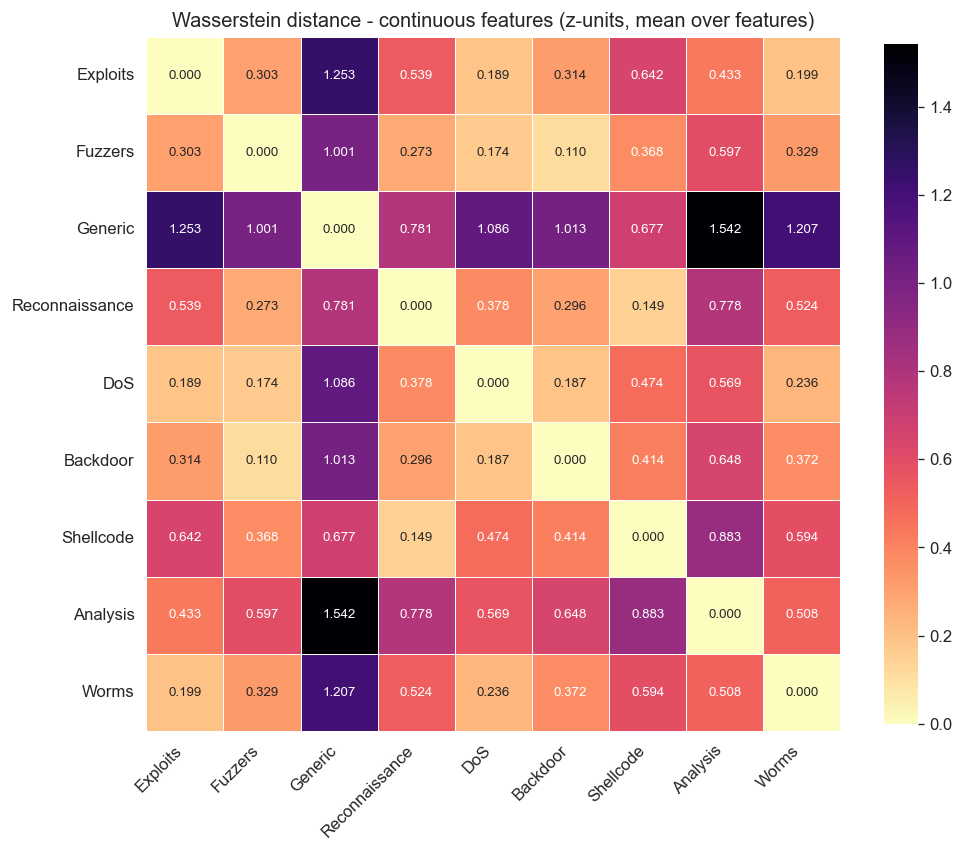 Wasserstein distance - continuous features (z-units, mean over features)
Exploits 0.000 0.303 1.253 0.539 0.189 0.314 0.642 0.433 0.199
Fuzzers 0.303 0.000 1.001 0.273 0.174 0.110 0.368 0.597 0.329
Generic 1.253 1.001 0.000 0.781 1.086 1.013 0.677 1.542 1.207
Reconnaissance 0.539 0.273 0.781 0.000 0.378 0.296 0.149 0.778 0.524
DoS 0.189 0.174 1.086 0.378 0.000 0.187 0.474 0.569 0.236
Backdoor 0.314 0.110 1.013 0.296 0.187 0.000 0.414 0.648 0.372
Shellcode 0.642 0.368 0.677 0.149 0.474 0.414 0.000 0.883 0.594
Analysis 0.433 0.597 1.542 0.778 0.569 0.648 0.883 0.000 0.508
Worms 0.199 0.329 1.207 0.524 0.236 0.372 0.594 0.508 0.000
Exploits Fuzzers Generic Reconnaissance DoS Backdoor Shellcode Analysis Worms
1.4
1.2
1.0
0.8
0.6
0.4
0.2
0.0